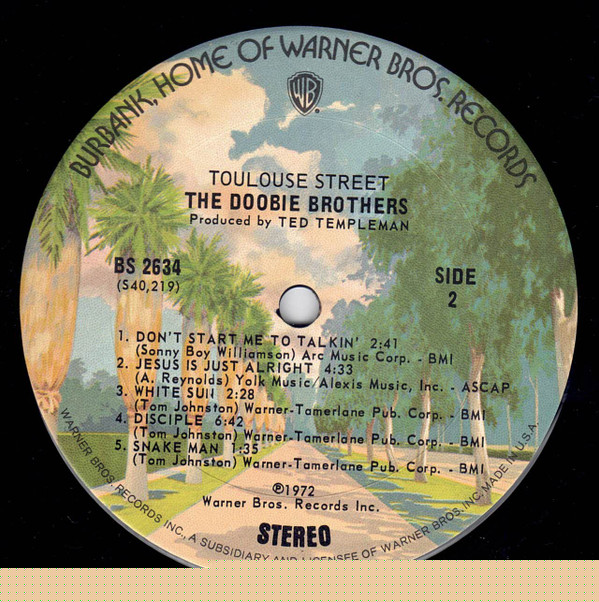 BURBANK, HOME OF WARNER BROS. RECORDS
WB
TOULOUSE STREET
THE DOOBIE BROTHERS
Produced by TED TEMPLEMAN
BS 2634
(S40,219)
SIDE
2
1. DON'T START ME TO TALKIN' 2:41
(Sonny Boy Williamson) Arc Music Corp. - BMI
2. JESUS IS JUST ALRIGHT 4:33
(A. Reynolds) Yolk Music/Alexis Music, Inc. - ASCAP
3. WHITE SUN 2:28
(Tom Johnston) Warner-Tamerlane Pub. Corp. - BMI
4. DISCIPLE 6:42
(Tom Johnston) Warner-Tamerlane Pub. Corp. - BMI
5. SNAKE MAN 1:35
(Tom Johnston) Warner-Tamerlane Pub. Corp. - BMI
℗1972
Warner Bros. Records Inc.
STEREO
WARNER BROS. RECORDS INC., A SUBSIDIARY AND LICENSEE OF WARNER BROS. INC. MADE IN U.S.A.